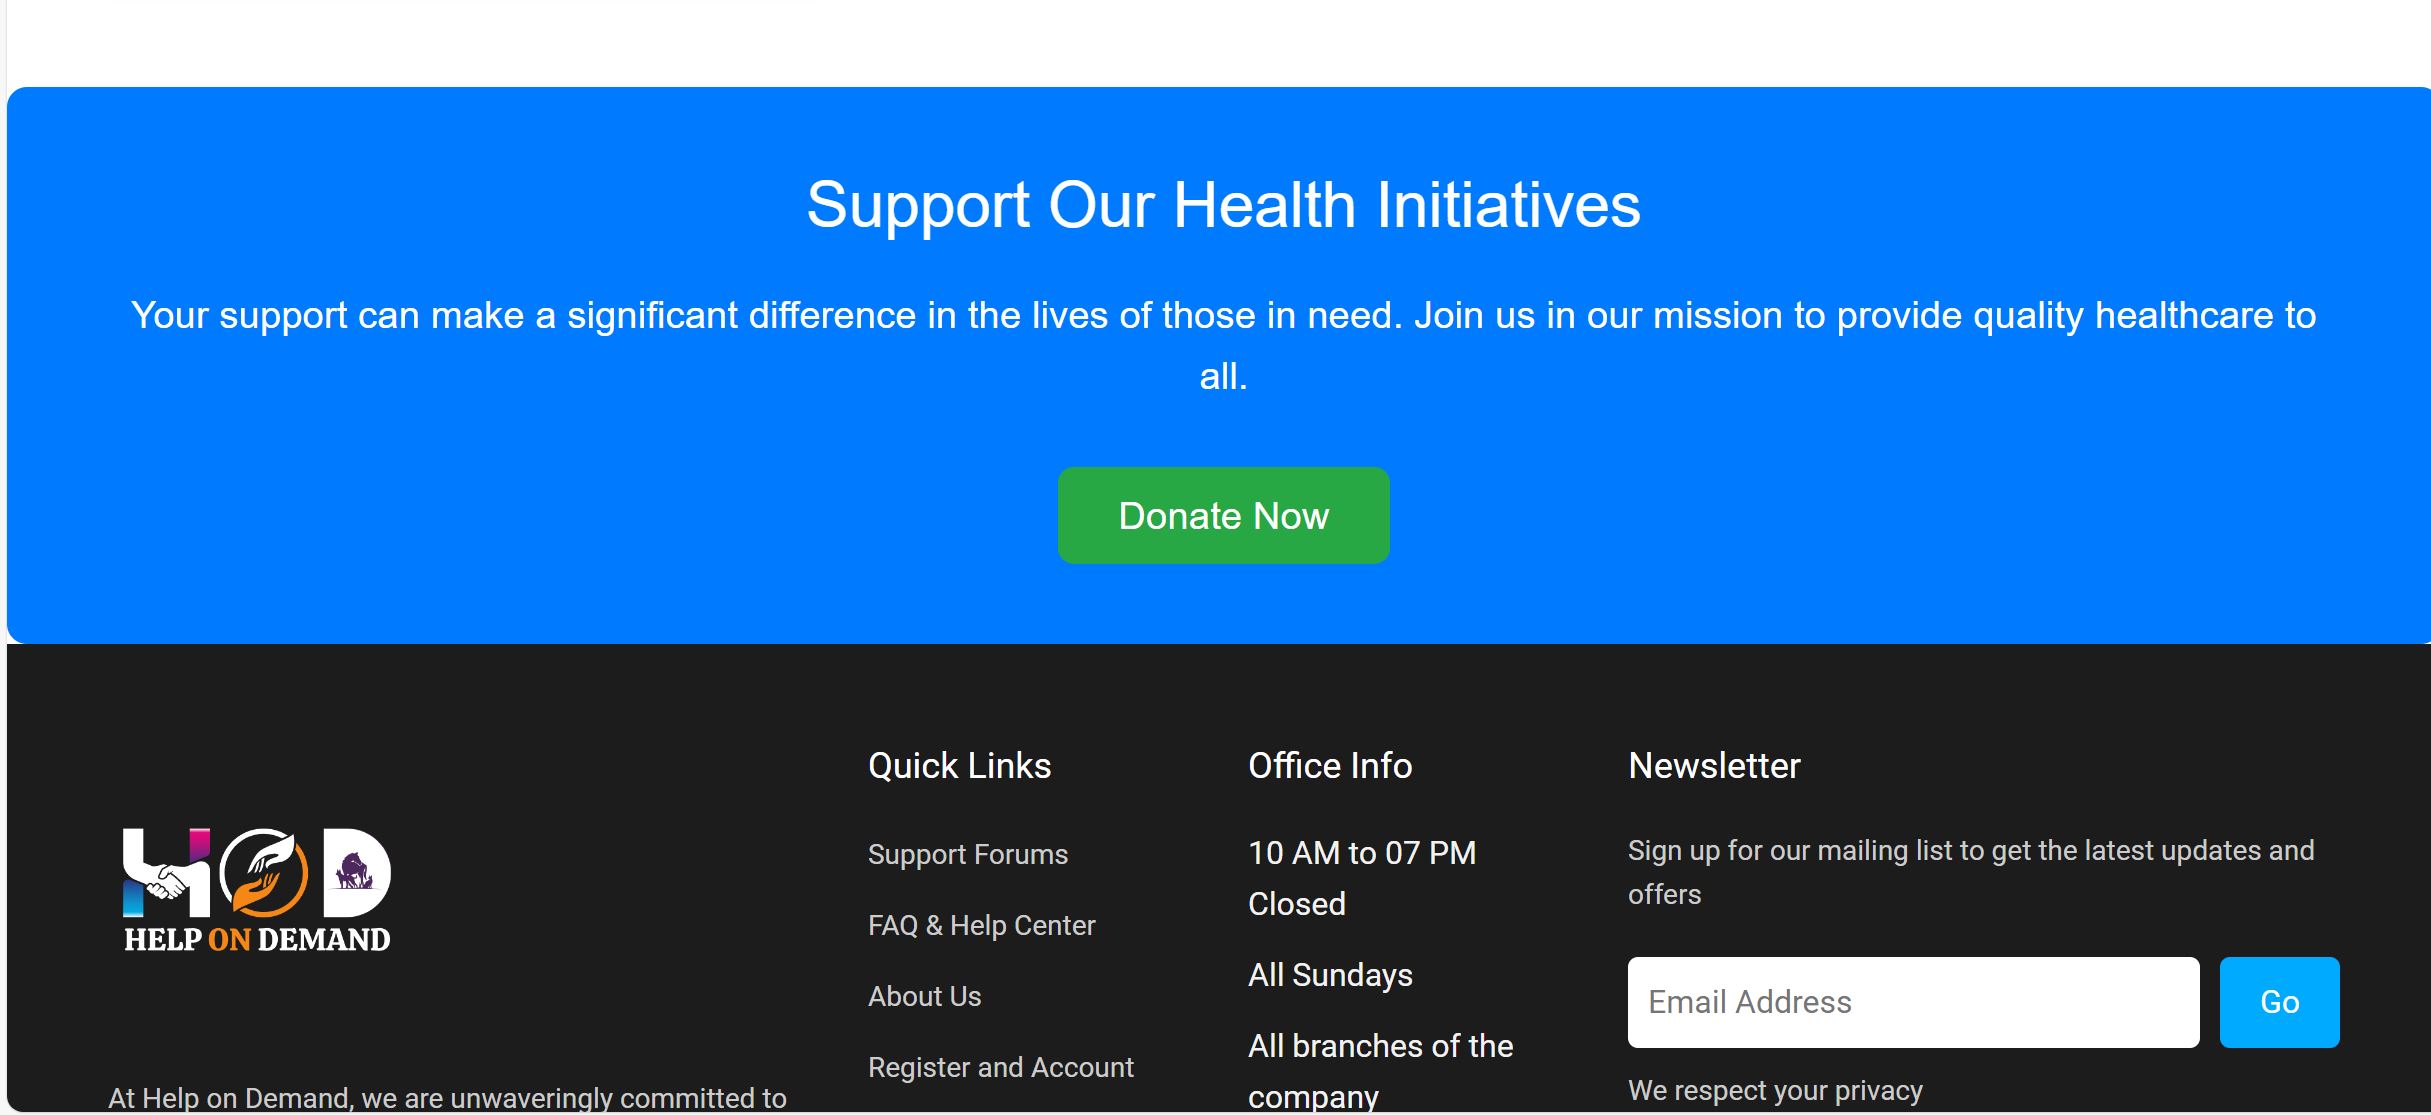 Support Our Health Initiatives
Your support can make a significant difference in the lives of those in need. Join us in our mission to provide quality healthcare to
all.
Donate Now
HOD
HELP ON DEMAND
At Help on Demand, we are unwaveringly committed to
Quick Links
Support Forums
FAQ & Help Center
About Us
Register and Account
Office Info
10 AM to 07 PM
Closed
All Sundays
All branches of the
company
Newsletter
Sign up for our mailing list to get the latest updates and
offers
Email Address
Go
We respect your privacy